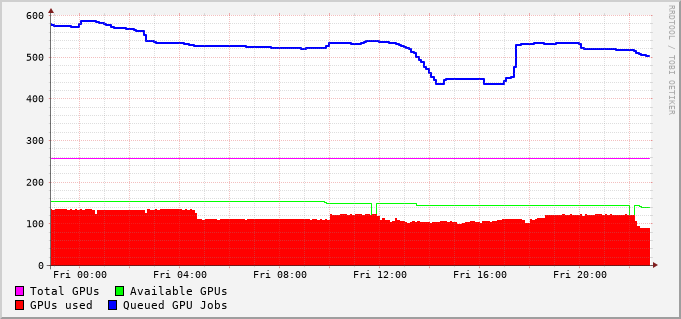 600
500
400
300
200
100
0
Fri 00:00 Fri 04:00 Fri 08:00 Fri 12:00 Fri 16:00 Fri 20:00
Total GPUs Available GPUs
GPUs used Queued GPU Jobs
RRDTOOL / TOBI OETIKER